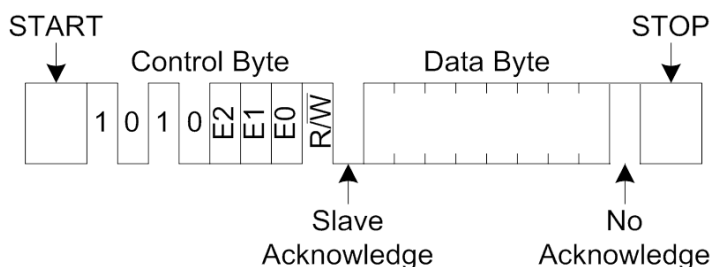 START STOP
Control Byte Data Byte
1 0 1 0 E2 E1 E0 R/W̅
Slave Acknowledge
No Acknowledge